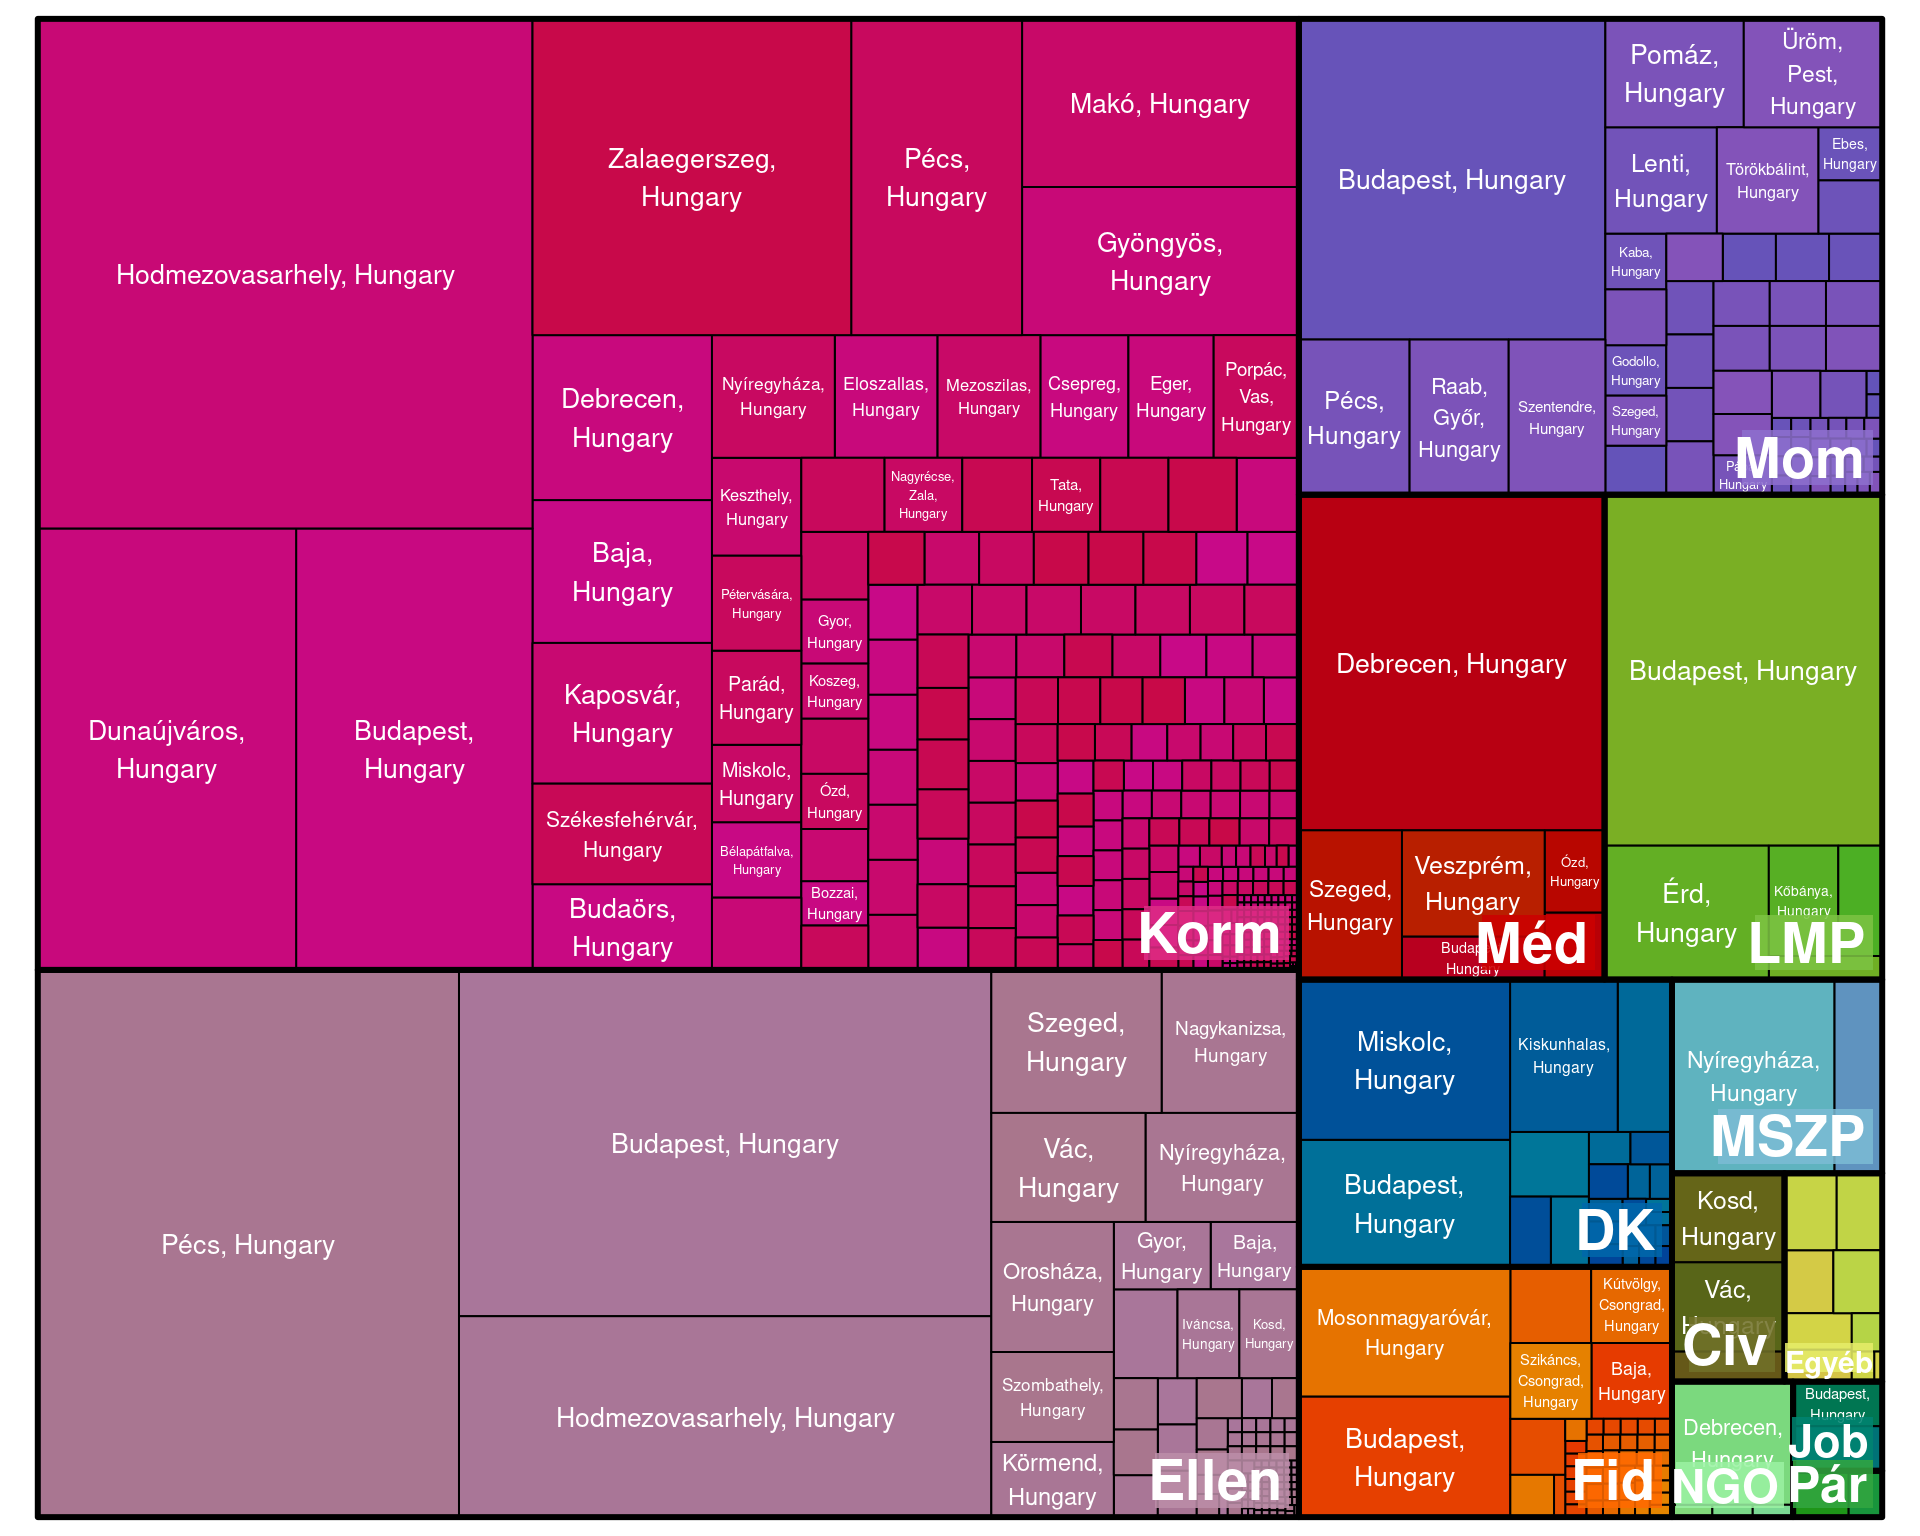 Hodmezovasarhely, Hungary
Zalaegerszeg,
Hungary
Pécs,
Hungary
Makó, Hungary
Gyöngyös,
Hungary
Dunaújváros,
Hungary
Budapest,
Hungary
Debrecen,
Hungary
Baja,
Hungary
Kaposvár,
Hungary
Székesfehérvár,
Hungary
Budaörs,
Hungary
Nyíregyháza,
Hungary
Eloszallas,
Hungary
Mezoszilas,
Hungary
Csepreg,
Hungary
Eger,
Hungary
Porpác,
Vas,
Hungary
Keszthely,
Hungary
Nagyrécse,
Zala,
Hungary
Tata,
Hungary
Pétervására,
Hungary
Gyor,
Hungary
Parád,
Hungary
Koszeg,
Hungary
Miskolc,
Hungary
Ózd,
Hungary
Bélapátfalva,
Hungary
Bozzai,
Hungary
Korm
Pécs, Hungary
Budapest, Hungary
Hodmezovasarhely, Hungary
Szeged,
Hungary
Nagykanizsa,
Hungary
Vác,
Hungary
Nyíregyháza,
Hungary
Orosháza,
Hungary
Gyor,
Hungary
Baja,
Hungary
Iváncsa,
Hungary
Kosd,
Hungary
Szombathely,
Hungary
Körmend,
Hungary
Ellen
Budapest, Hungary
Pomáz,
Hungary
Üröm,
Pest,
Hungary
Lenti,
Hungary
Törökbálint,
Hungary
Ebes,
Hungary
Kaba,
Hungary
Pécs,
Hungary
Raab,
Győr,
Hungary
Szentendre,
Hungary
Godollo,
Hungary
Szeged,
Hungary
Hungary
Mom
Debrecen, Hungary
Szeged,
Hungary
Veszprém,
Hungary
Ózd,
Hungary
Hungary
Méd
Budapest, Hungary
Érd,
Hungary
Kőbánya,
Hungary
LMP
Miskolc,
Hungary
Kiskunhalas,
Hungary
Budapest,
Hungary
DK
Nyíregyháza,
Hungary
MSZP
Mosonmagyaróvár,
Hungary
Kútvölgy,
Csongrad,
Hungary
Szikáncs,
Csongrad,
Hungary
Baja,
Hungary
Budapest,
Hungary
Fid
Kosd,
Hungary
Vác,
Hungary
Civ
Egyéb
Debrecen,
Hungary
NGO
Budapest,
Hungary
Job
Pár